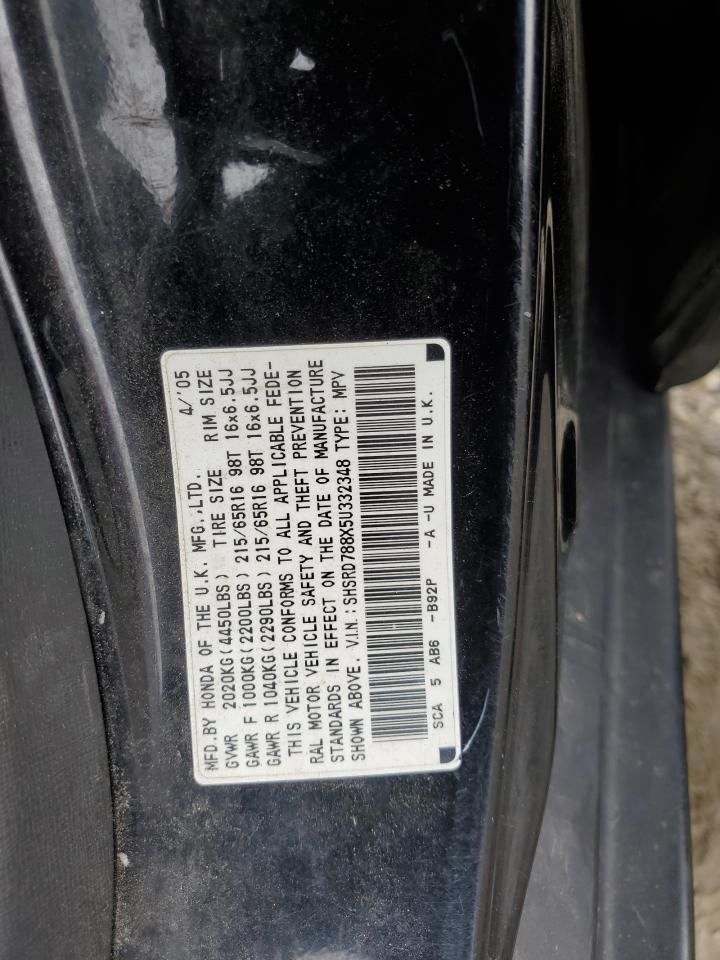 MFD.BY HONDA OF THE U.K. MFG.,LTD. 4/'05
GVWR 2020KG(4450LBS) TIRE SIZE RIM SIZE
GAWR F 1000KG(2200LBS) 215/65R16 98T 16x6.5JJ
GAWR R 1040KG(2290LBS) 215/65R16 98T 16x6.5JJ
THIS VEHICLE CONFORMS TO ALL APPLICABLE FEDE-
RAL MOTOR VEHICLE SAFETY AND THEFT PREVENTION
STANDARDS IN EFFECT ON THE DATE OF MANUFACTURE
SHOWN ABOVE. V.I.N.:SHSRD788X5U332348 TYPE: MPV
SCA 5 AB6 -B92P -A -U MADE IN U.K.